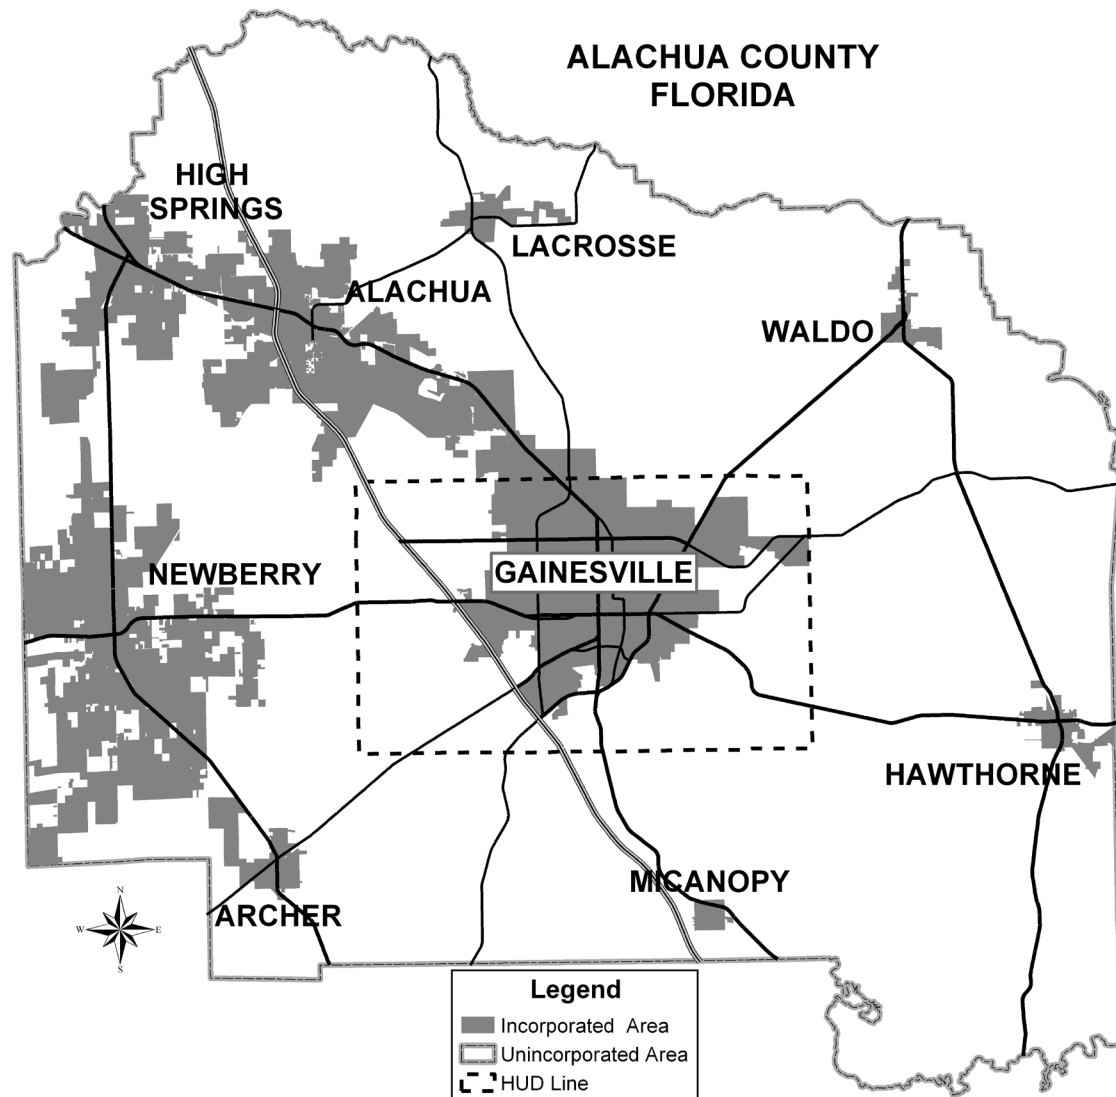 ALACHUA COUNTY
FLORIDA
HIGH
SPRINGS
LACROSSE
ALACHUA
WALDO
NEWBERRY
GAINESVILLE
HAWTHORNE
MICANOPY
ARCHER
N
W
E
S
Legend
Incorporated Area
Unincorporated Area
HUD Line